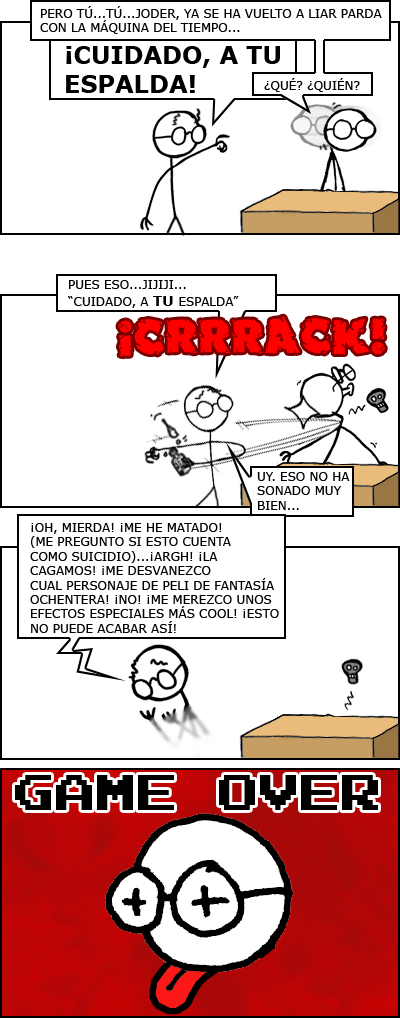 PERO TÚ...TÚ...JODER, YA SE HA VUELTO A LIAR PARDA
CON LA MÁQUINA DEL TIEMPO...
¡CUIDADO, A TU
ESPALDA!
¿QUÉ? ¿QUIÉN?
PUES ESO...JIJIJI...
“CUIDADO, A TU ESPALDA”
¡CRRRACK!
UY. ESO NO HA
SONADO MUY
BIEN...
¡OH, MIERDA! ¡ME HE MATADO!
(ME PREGUNTO SI ESTO CUENTA
COMO SUICIDIO)...¡ARGH! ¡LA
CAGAMOS! ¡ME DESVANEZCO
CUAL PERSONAJE DE PELI DE FANTASÍA
OCHENTERA! ¡NO! ¡ME MEREZCO UNOS
EFECTOS ESPECIALES MÁS COOL! ¡ESTO
NO PUEDE ACABAR ASÍ!
GAME OVER